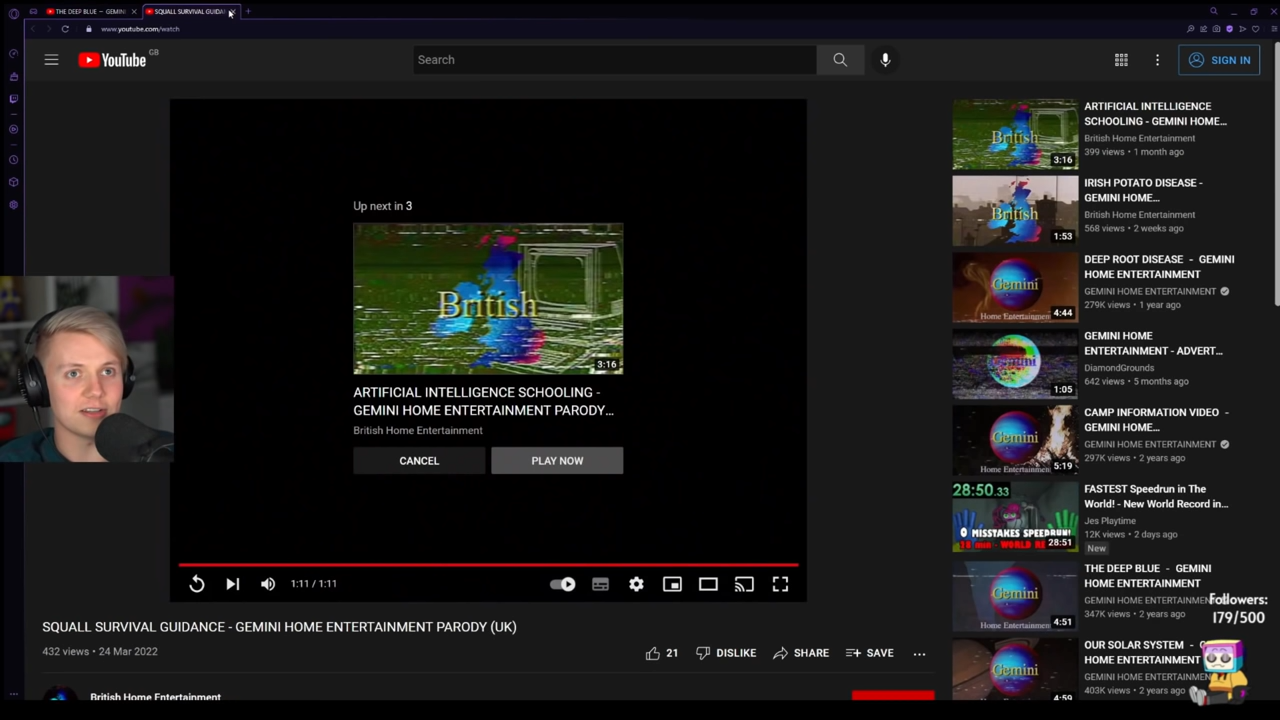 THE DEEP BLUE – GEMIN
SQUALL SURVIVAL GUIDA
www.youtube.com/watch
YouTube GB
Search
SIGN IN
Up next in 3
British
3:16
ARTIFICIAL INTELLIGENCE SCHOOLING -
GEMINI HOME ENTERTAINMENT PARODY…
British Home Entertainment
CANCEL
PLAY NOW
1:11 / 1:11
SQUALL SURVIVAL GUIDANCE - GEMINI HOME ENTERTAINMENT PARODY (UK)
432 views • 24 Mar 2022
21
DISLIKE
SHARE
SAVE
British Home Entertainment
British
3:16
ARTIFICIAL INTELLIGENCE
SCHOOLING - GEMINI HOME…
British Home Entertainment
399 views • 1 month ago
British
1:53
IRISH POTATO DISEASE -
GEMINI HOME…
British Home Entertainment
568 views • 2 weeks ago
Gemini
Home Entertainment
4:44
DEEP ROOT DISEASE - GEMINI
HOME ENTERTAINMENT
GEMINI HOME ENTERTAINMENT
279K views • 1 year ago
Gemini
1:05
GEMINI HOME
ENTERTAINMENT - ADVERT…
DiamondGrounds
642 views • 5 months ago
Gemini
5:19
CAMP INFORMATION VIDEO -
GEMINI HOME…
GEMINI HOME ENTERTAINMENT
297K views • 2 years ago
28:50.33
0 MISSTAKES SPEEDRUN!
28:51
FASTEST Speedrun in The
World! - New World Record in…
Jes Playtime
12K views • 2 days ago
New
Gemini
Home Entertainment
4:51
THE DEEP BLUE – GEMINI
HOME ENTERTAINMENT
GEMINI HOME ENTERTAINMENT
347K views • 2 years ago
Followers:
179/500
Gemini
4:59
OUR SOLAR SYSTEM -
HOME ENTERTAINMENT
GEMINI HOME ENTERTAINMENT
403K views • 2 years ago